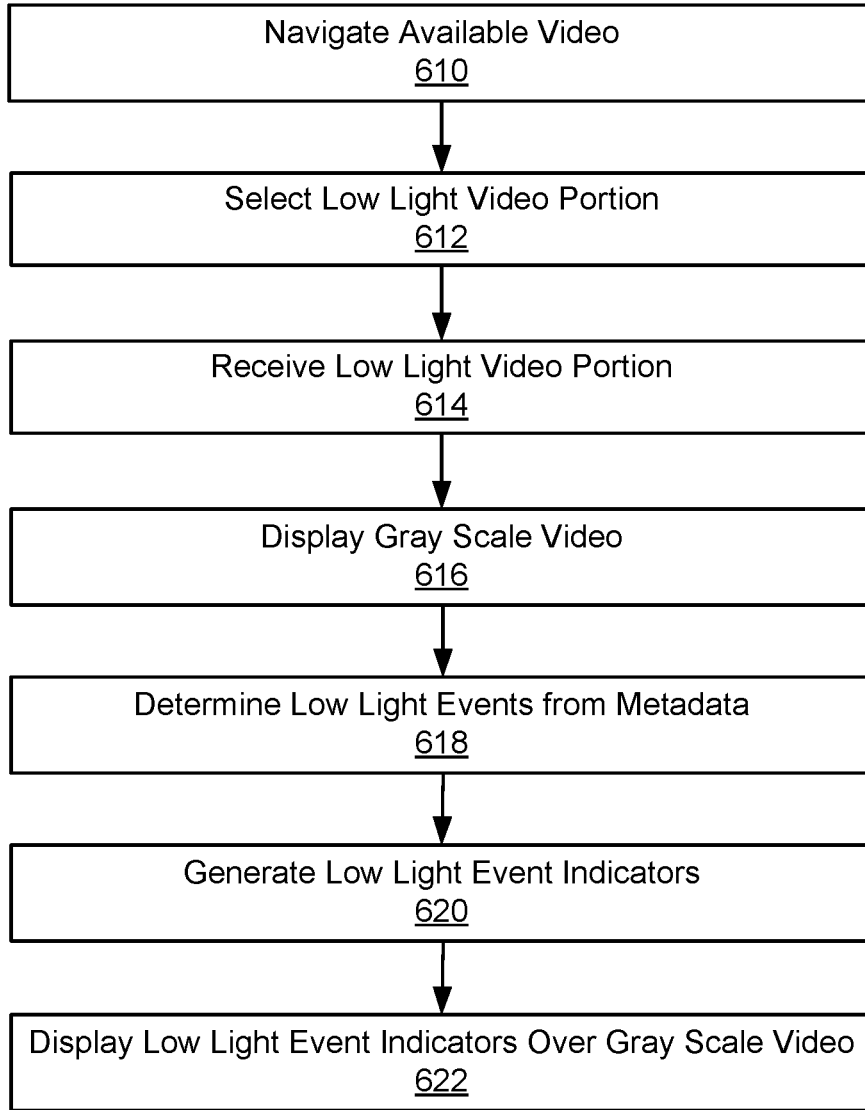 Navigate Available Video
610
Select Low Light Video Portion
612
Receive Low Light Video Portion
614
Display Gray Scale Video
616
Determine Low Light Events from Metadata
618
Generate Low Light Event Indicators
620
Display Low Light Event Indicators Over Gray Scale Video
622